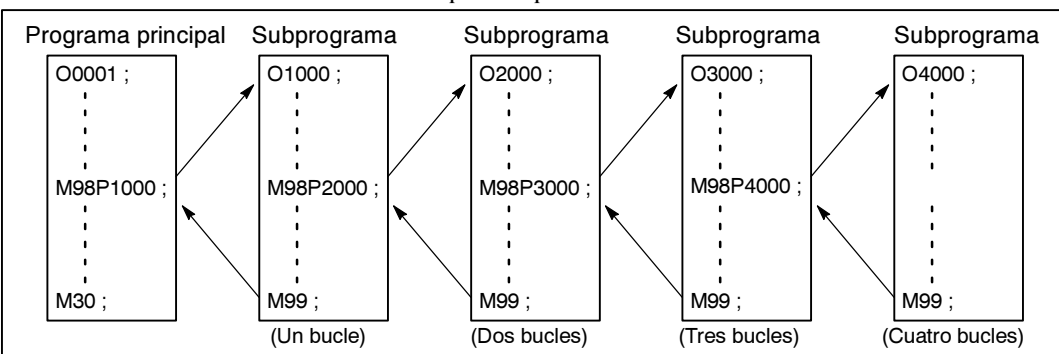 Programa principal
Subprograma
Subprograma
Subprograma
Subprograma
O0001 ;
M98P1000 ;
M30 ;
O1000 ;
M98P2000 ;
M99 ;
(Un bucle)
O2000 ;
M98P3000 ;
M99 ;
(Dos bucles)
O3000 ;
M98P4000 ;
M99 ;
(Tres bucles)
O4000 ;
M99 ;
(Cuatro bucles)